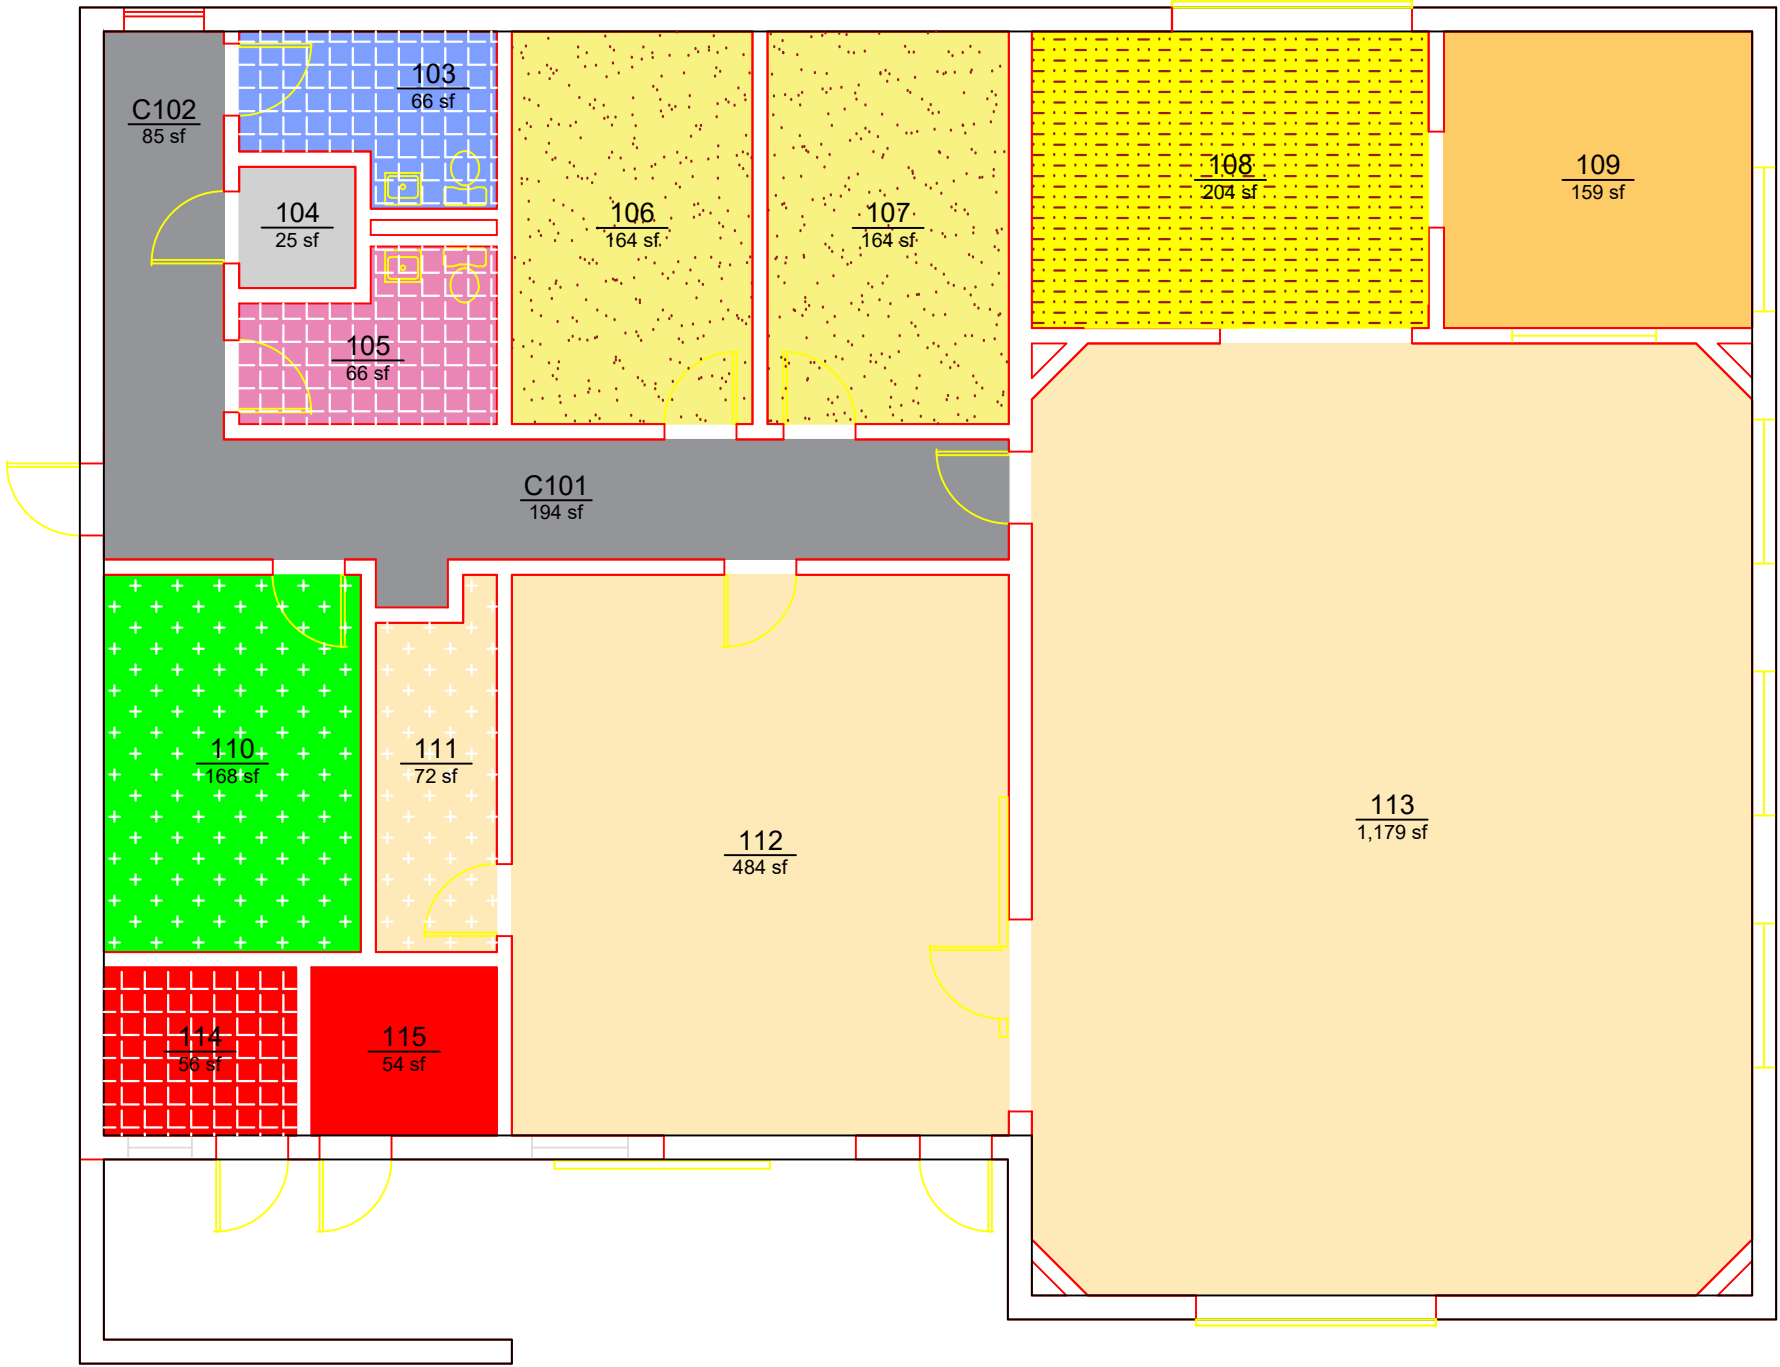 103
66 sf
C102
85 sf
108
204 sf
109
159 sf
104
25 sf
106
164 sf
107
164 sf
105
66 sf
C101
194 sf
110
168 sf
111
72 sf
113
1,179 sf
112
484 sf
114
56 sf
115
54 sf